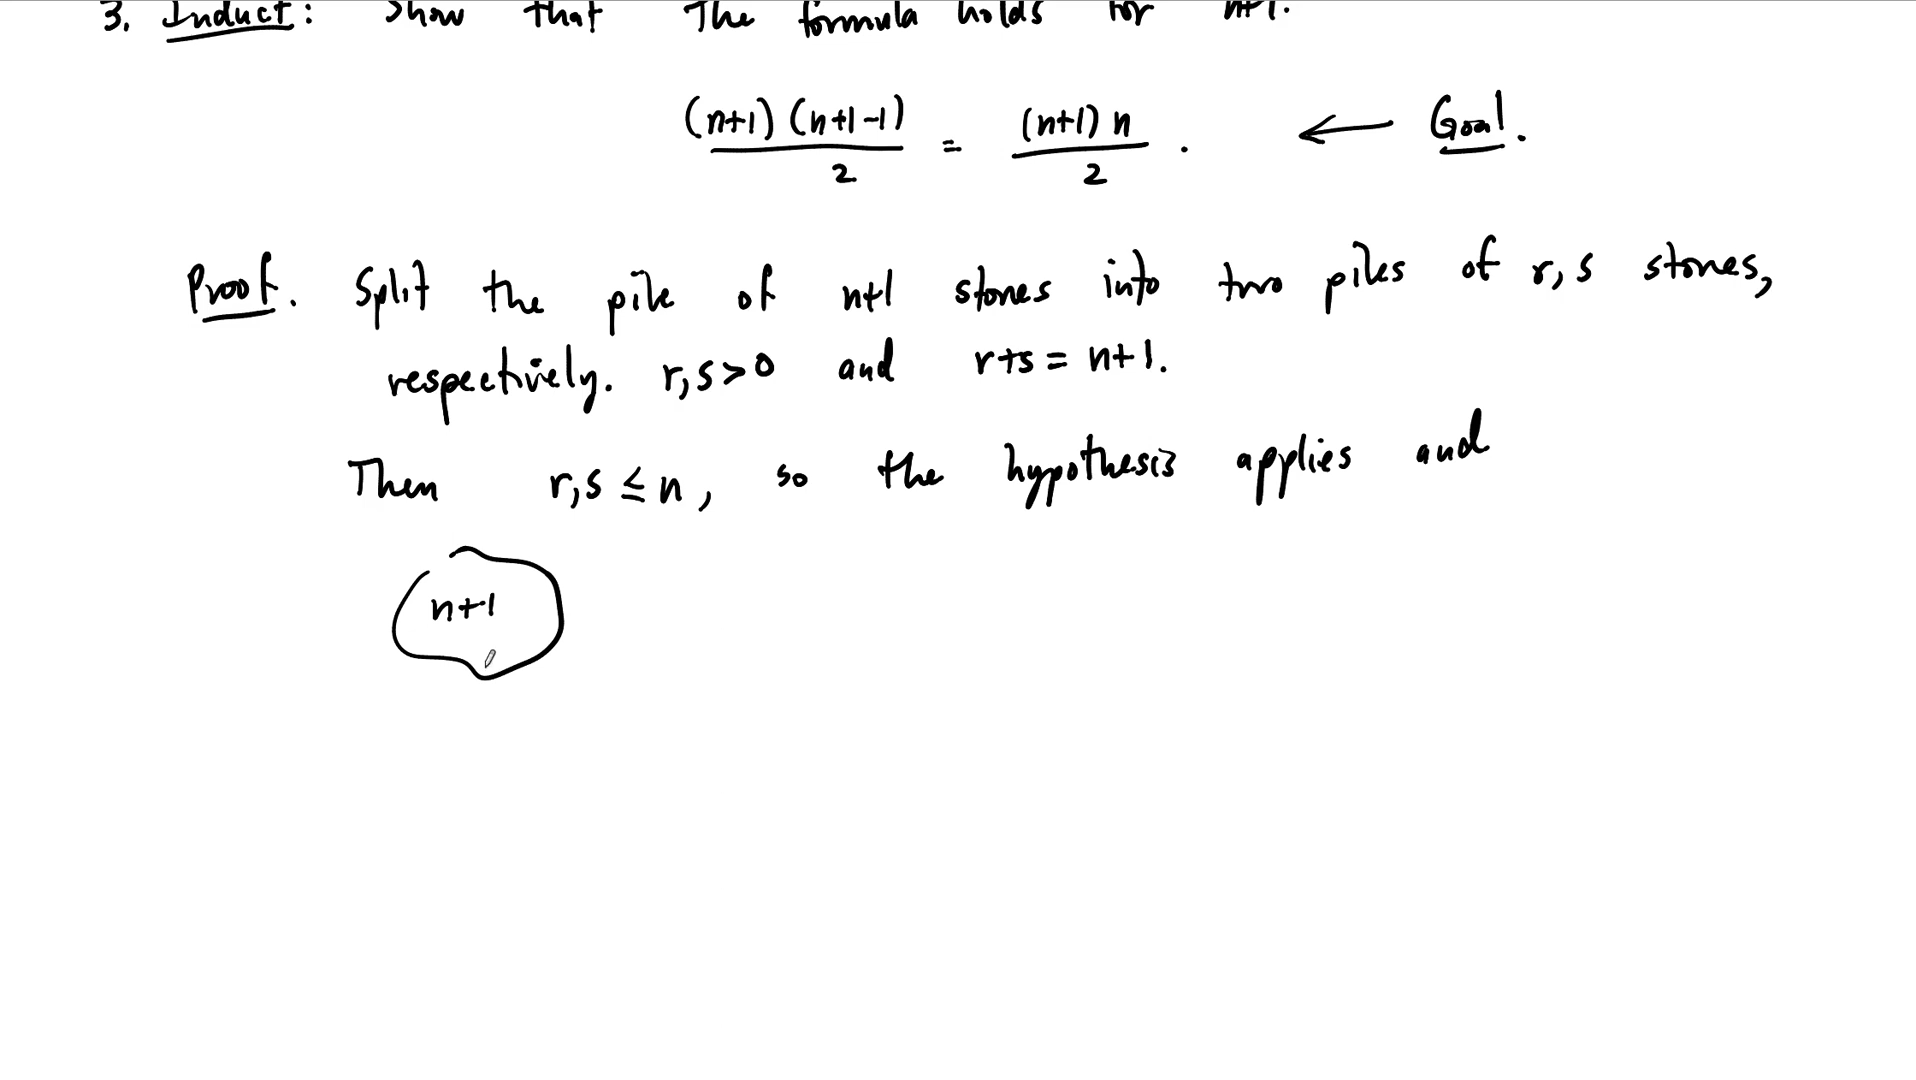 3. Induct: Show that the formula holds for n+1.
(n+1)(n+1-1)/2 = (n+1)n/2 . ← Goal.
Proof. Split the pile of n+1 stones into two piles of r,s stones,
respectively. r,s>0 and r+s = n+1.
Then r,s ≤ n, so the hypothesis applies and
n+1